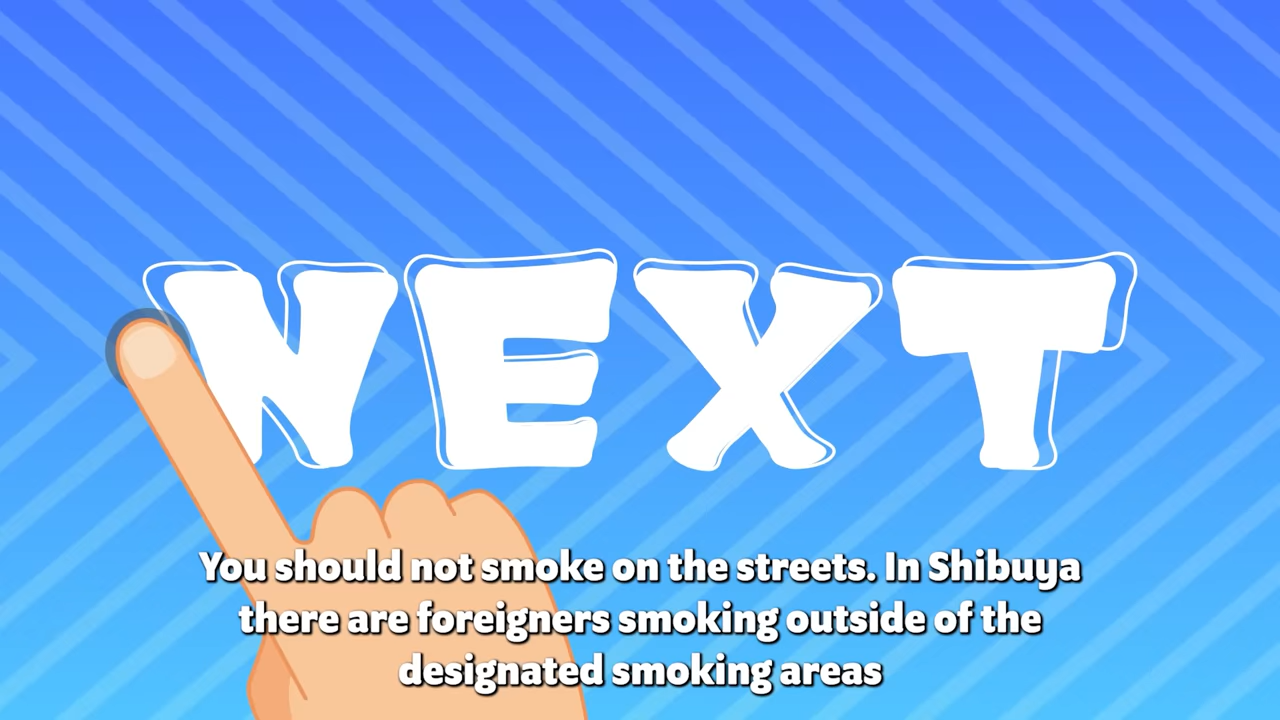 NEXT
You should not smoke on the streets. In Shibuya
there are foreigners smoking outside of the
designated smoking areas